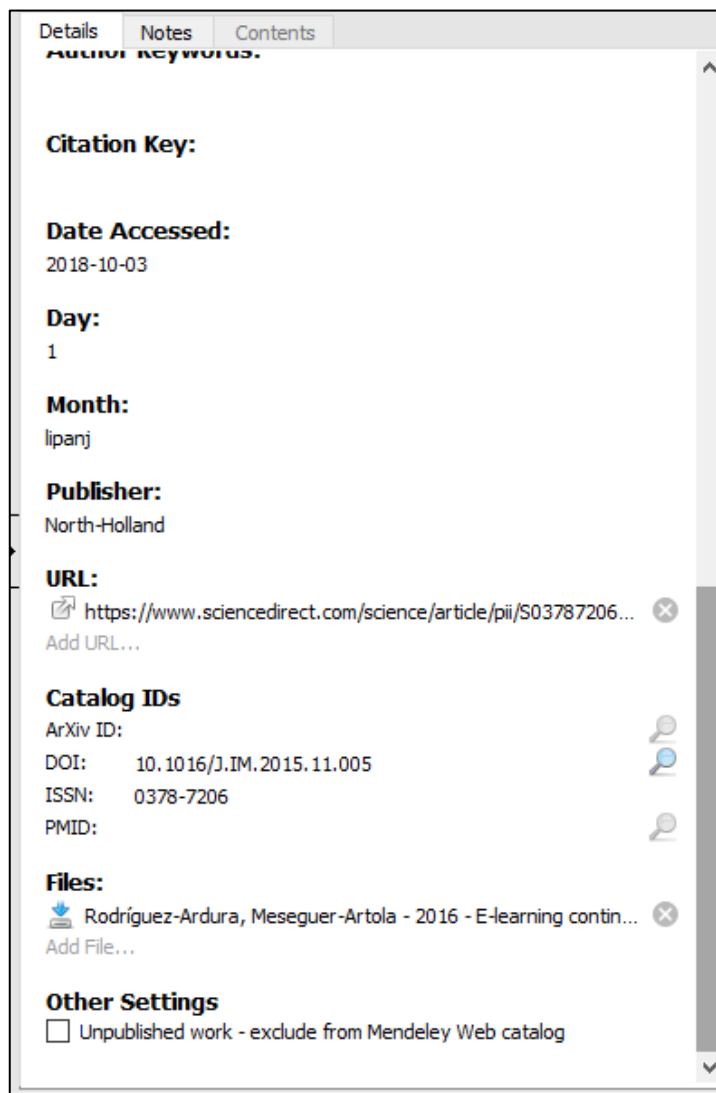 Details Notes Contents
Author Keywords:
Citation Key:
Date Accessed:
2018-10-03
Day:
1
Month:
lipanj
Publisher:
North-Holland
URL:
https://www.sciencedirect.com/science/article/pii/S03787206...
Add URL...
Catalog IDs
ArXiv ID:
DOI: 10.1016/J.IM.2015.11.005
ISSN: 0378-7206
PMID:
Files:
Rodríguez-Ardura, Meseguer-Artola - 2016 - E-learning contin...
Add File...
Other Settings
Unpublished work - exclude from Mendeley Web catalog